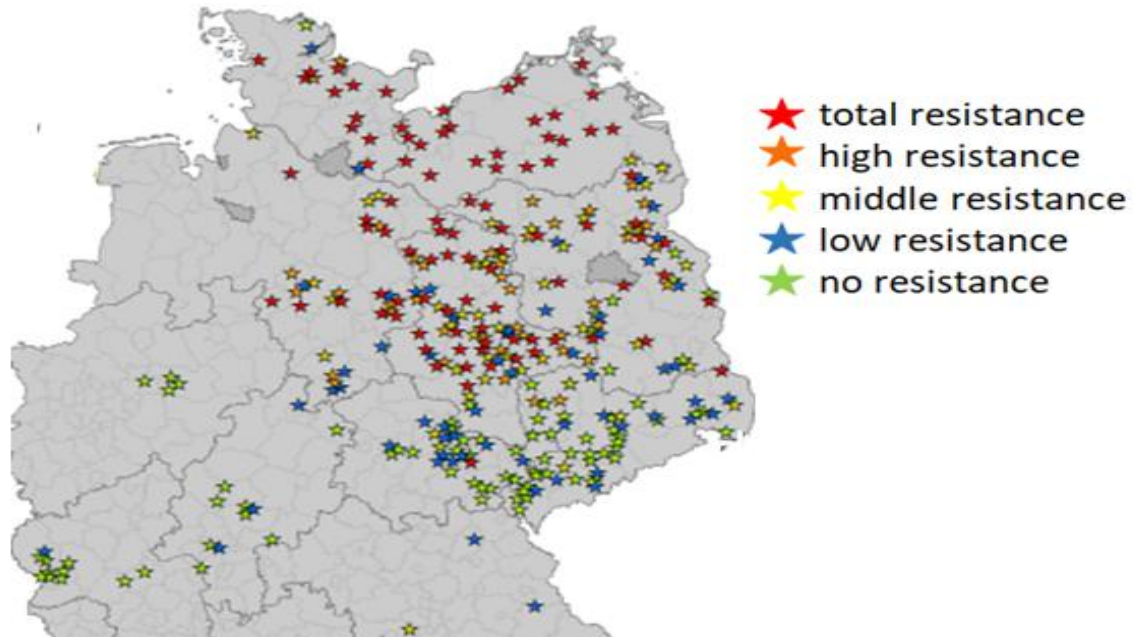 total resistance
high resistance
middle resistance
low resistance
no resistance